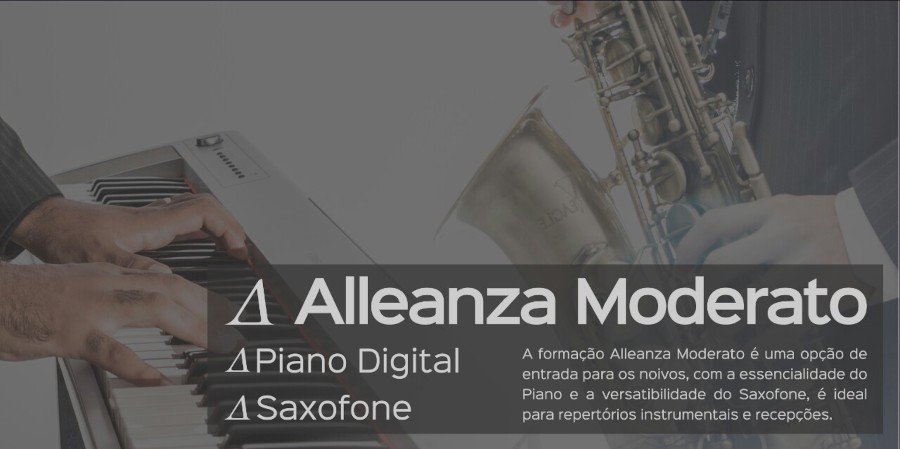 Δ Alleanza Moderato
Δ Piano Digital
Δ Saxofone
A formação Alleanza Moderato é uma opção de
entrada para os noivos, com a essencialidade do
Piano e a versatibilidade do Saxofone, é ideal
para repertórios instrumentais e recepções.